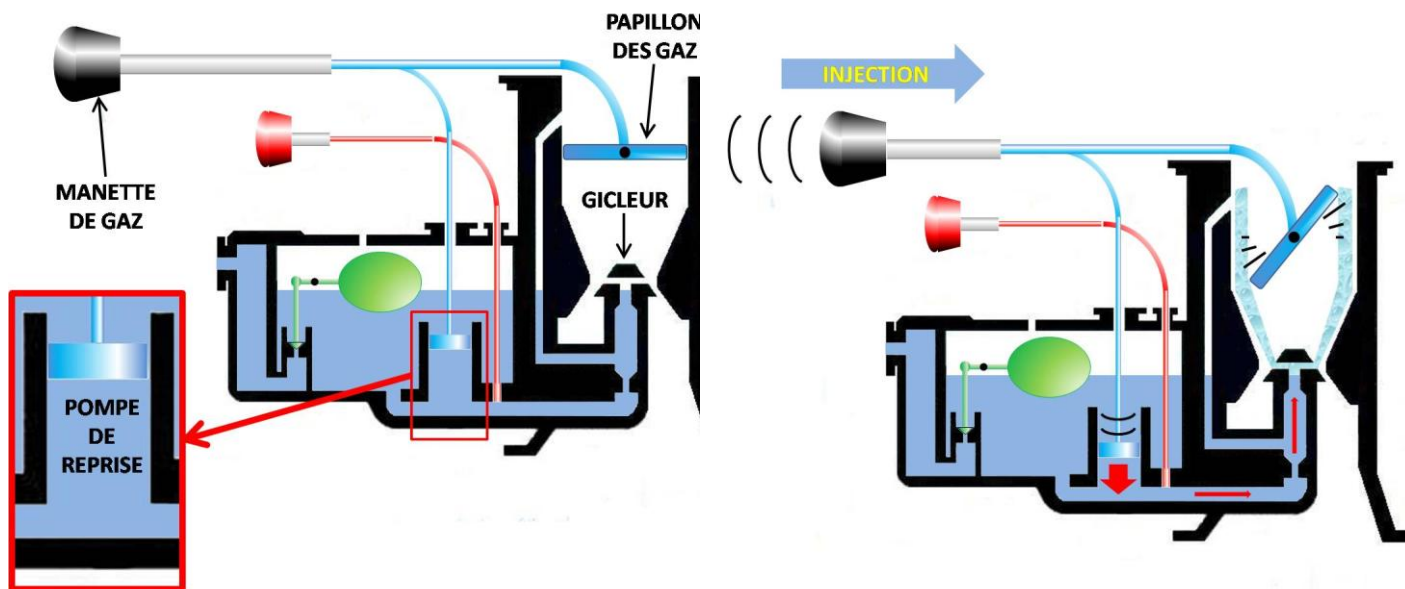 PAPILLON
DES GAZ
INJECTION
MANETTE
DE GAZ
GICLEUR
POMPE
DE
REPRISE